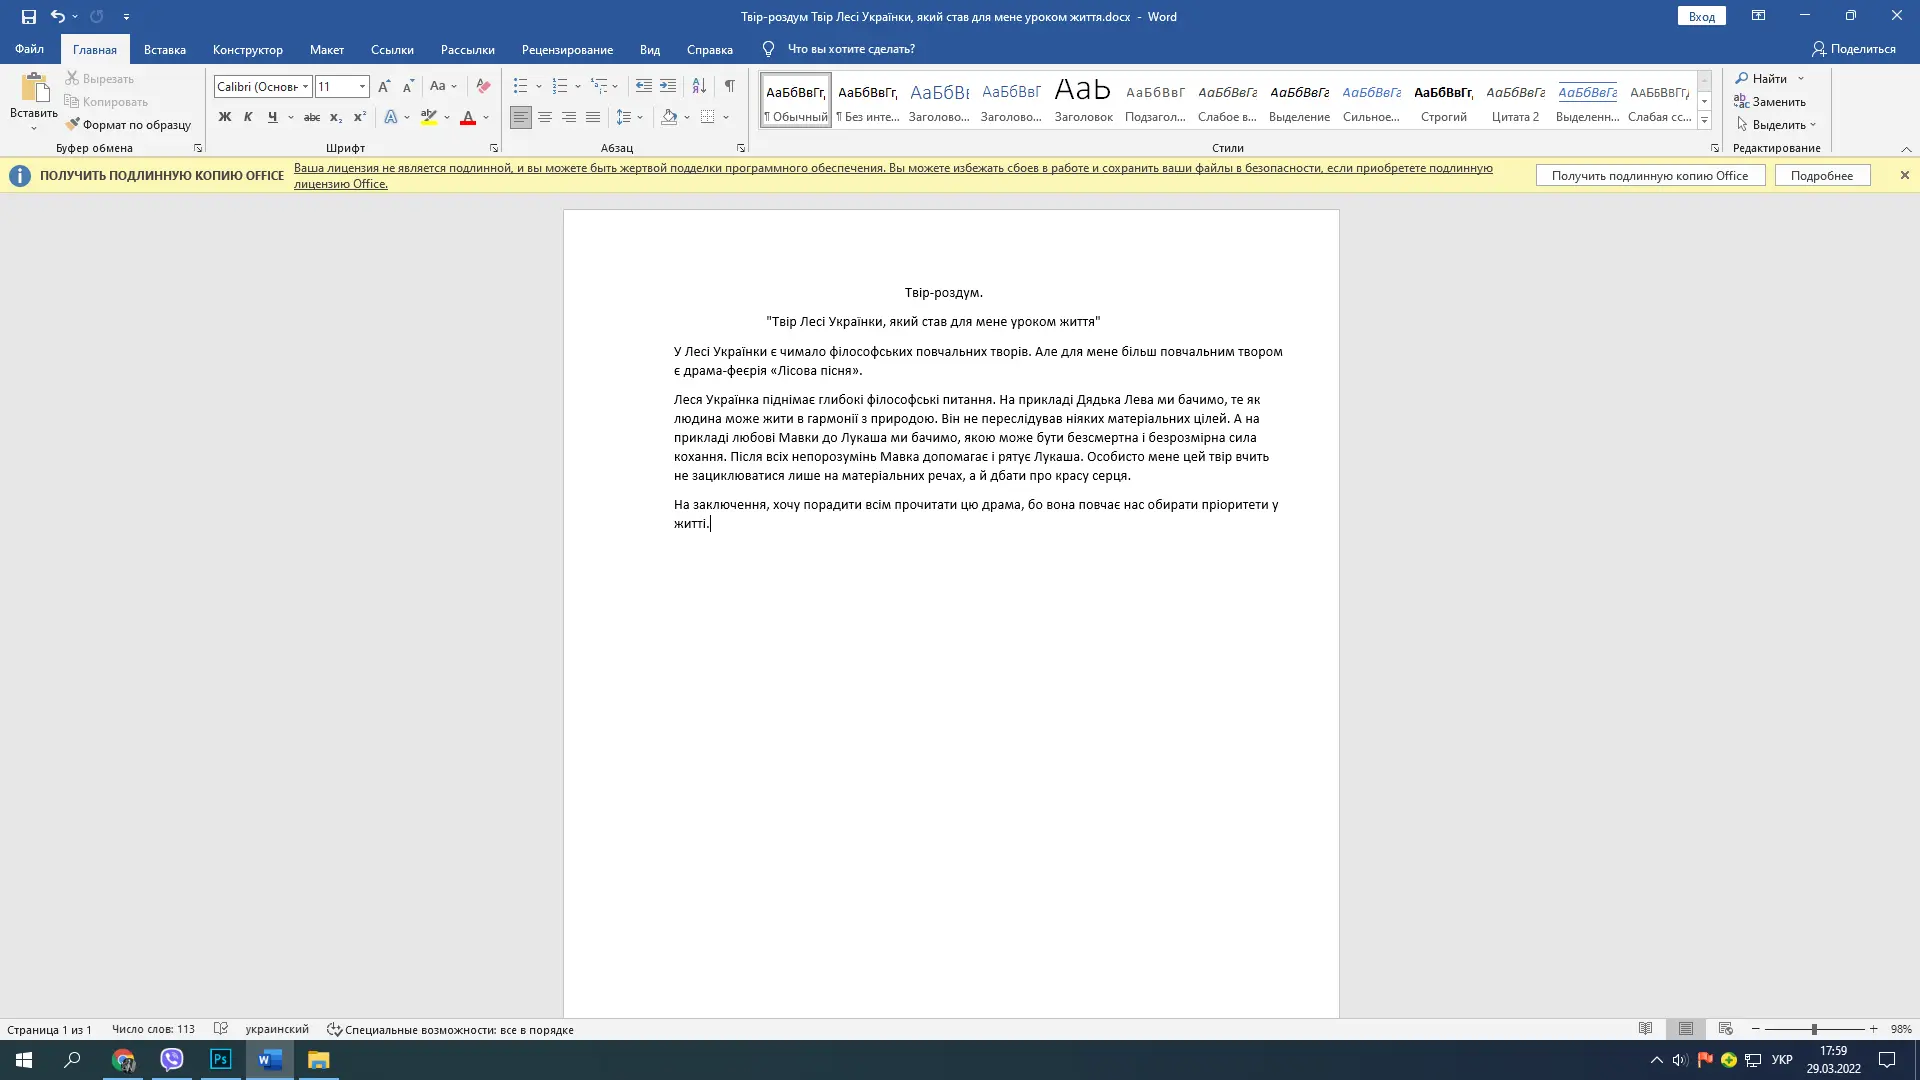 Твір-роздум Твір Лесі Українки, який став для мене уроком життя.docx - Word
Вход
Файл Главная Вставка Конструктор Макет Ссылки Рассылки Рецензирование Вид Справка Что вы хотите сделать? Поделиться
Вставить
Вырезать
Копировать
Формат по образцу
Буфер обмена
Calibri (Основн 11
Шрифт
Абзац
АаБбВвГг, АаБбВвГг, АаБбВв АаБбВвГ АаЬ АаБбВвГ АаБбВвГг АаБбВвГг АаБбВвГг АаБбВвГг, АаБбВвГг АаБбВвГг ААББВВГГД
¶ Обычный ¶ Без инте... Заголово... Заголово... Заголовок Подзагол... Слабое в... Выделение Сильное... Строгий Цитата 2 Выделенн... Слабая сс...
Стили
Найти
Заменить
Выделить
Редактирование
ПОЛУЧИТЬ ПОДЛИННУЮ КОПИЮ OFFICE
Ваша лицензия не является подлинной, и вы можете быть жертвой подделки программного обеспечения. Вы можете избежать сбоев в работе и сохранить ваши файлы в безопасности, если приобретете подлинную
лицензию Office.
Получить подлинную копию Office
Подробнее
Твір-роздум.
"Твір Лесі Українки, який став для мене уроком життя"
У Лесі Українки є чимало філософських повчальних творів. Але для мене більш повчальним твором
є драма-феєрія «Лісова пісня».
Леся Українка піднімає глибокі філософські питання. На прикладі Дядька Лева ми бачимо, те як
людина може жити в гармонії з природою. Він не переслідував ніяких матеріальних цілей. А на
прикладі любові Мавки до Лукаша ми бачимо, якою може бути безсмертна і безрозмірна сила
кохання. Після всіх непорозумінь Мавка допомагає і рятує Лукаша. Особисто мене цей твір вчить
не зациклюватися лише на матеріальних речах, а й дбати про красу серця.
На заключення, хочу порадити всім прочитати цю драма, бо вона повчає нас обирати пріоритети у
житті.
Страница 1 из 1 Число слов: 113 украинский Специальные возможности: все в порядке
98%
УКР
17:59
29.03.2022